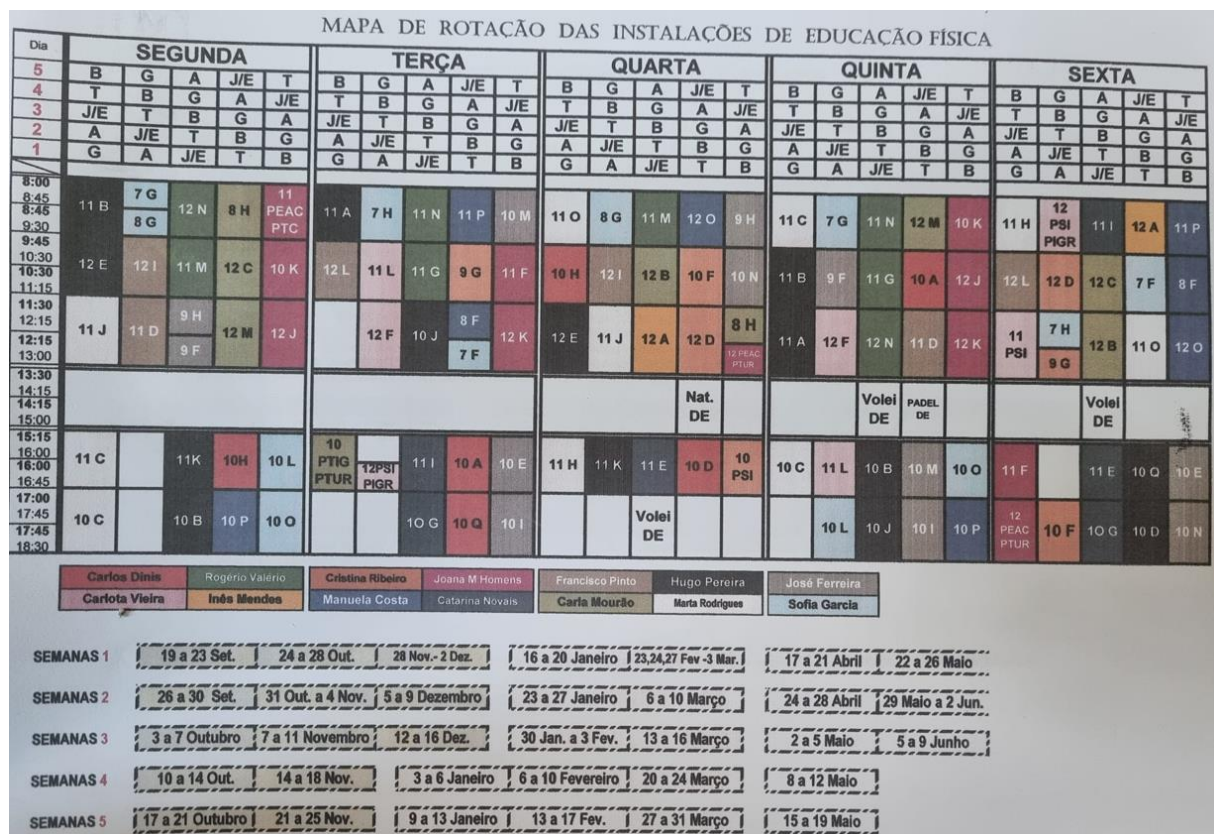 MAPA DE ROTAÇÃO DAS INSTALAÇÕES DE EDUCAÇÃO FÍSICA
Dia SEGUNDA TERÇA QUARTA QUINTA SEXTA
5 B G A J/E T B G A J/E T B G A J/E T B G A J/E T B G A J/E T
4 T B G A J/E T B G A J/E T B G A J/E T B G A J/E T B G A J/E
3 J/E T B G A J/E T B G A J/E T B G A J/E T B G A J/E T B G A
2 A J/E T B G A J/E T B G A J/E T B G A J/E T B G A J/E T B G
1 G A J/E T B G A J/E T B G A J/E T B G A J/E T B G A J/E T B
8:00
8:45
8:45
9:30
11 B 7 G 8 G 12 N 8 H 11 PEAC PTC 11 A 7 H 11 N 11 P 10 M 11 O 8 G 11 M 12 O 9 H 11 C 7 G 11 N 12 M 10 K 11 H 12 PSI PIGR 11 I 12 A 11 P
9:45
10:30
10:30
11:15
12 E 12 I 11 M 12 C 10 K 12 L 11 L 11 G 9 G 11 F 10 H 12 I 12 B 10 F 10 N 11 B 9 F 11 G 10 A 12 J 12 L 12 D 12 C 7 F 8 F
11:30
12:15
12:15
13:00
11 J 11 D 9 H 9 F 12 M 12 J 12 F 10 J 8 F 7 F 12 K 12 E 11 J 12 A 12 D 8 H 12 PEAC PTUR 11 A 12 F 12 N 11 D 12 K 11 PSI 7 H 9 G 12 B 11 O 12 O
13:30
14:15
14:15
15:00
Nat. DE Volei DE PADEL DE Volei DE
15:15
16:00
16:00
16:45
11 C 11K 10H 10 L 10 PTIG PTUR 12PSI PIGR 11 I 10 A 10 E 11 H 11 K 11 E 10 D 10 PSI 10 C 11 L 10 B 10 M 10 O 11 F 11 E 10 Q 10 E
17:00
17:45
17:45
18:30
10 C 10 B 10 P 10 O 10 G 10 Q 10 I Volei DE 10 L 10 J 10 I 10 P 12 PEAC PTUR 10 F 10 G 10 D 10 N
Carlos Dinis Rogério Valério Cristina Ribeiro Joana M Homens Francisco Pinto Hugo Pereira José Ferreira
Carlota Vieira Inês Mendes Manuela Costa Catarina Novais Carla Mourão Marta Rodrigues Sofia Garcia
SEMANAS 1 19 a 23 Set. 24 a 28 Out. 28 Nov.- 2 Dez. 16 a 20 Janeiro 23,24,27 Fev -3 Mar. 17 a 21 Abril 22 a 26 Maio
SEMANAS 2 26 a 30 Set. 31 Out. a 4 Nov. 5 a 9 Dezembro 23 a 27 Janeiro 6 a 10 Março 24 a 28 Abril 29 Maio a 2 Jun.
SEMANAS 3 3 a 7 Outubro 7 a 11 Novembro 12 a 16 Dez. 30 Jan. a 3 Fev. 13 a 16 Março 2 a 5 Maio 5 a 9 Junho
SEMANAS 4 10 a 14 Out. 14 a 18 Nov. 3 a 6 Janeiro 6 a 10 Fevereiro 20 a 24 Março 8 a 12 Maio
SEMANAS 5 17 a 21 Outubro 21 a 25 Nov. 9 a 13 Janeiro 13 a 17 Fev. 27 a 31 Março 15 a 19 Maio